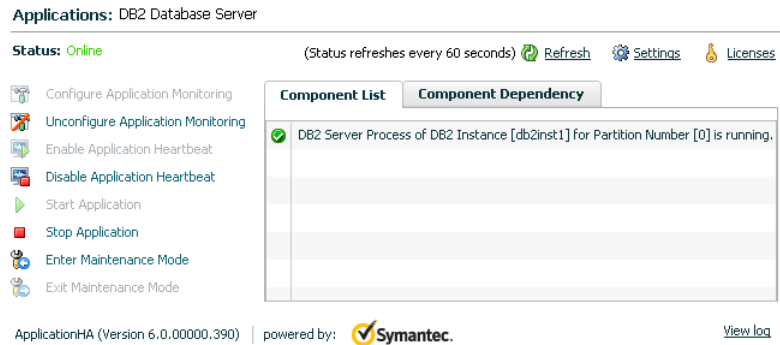 Applications: DB2 Database Server
Status: Online
(Status refreshes every 60 seconds) Refresh Settings Licenses
Configure Application Monitoring
Unconfigure Application Monitoring
Enable Application Heartbeat
Disable Application Heartbeat
Start Application
Stop Application
Enter Maintenance Mode
Exit Maintenance Mode
Component List Component Dependency
DB2 Server Process of DB2 Instance [db2inst1] for Partition Number [0] is running.
ApplicationHA (Version 6.0.00000.390) powered by: Symantec. View log